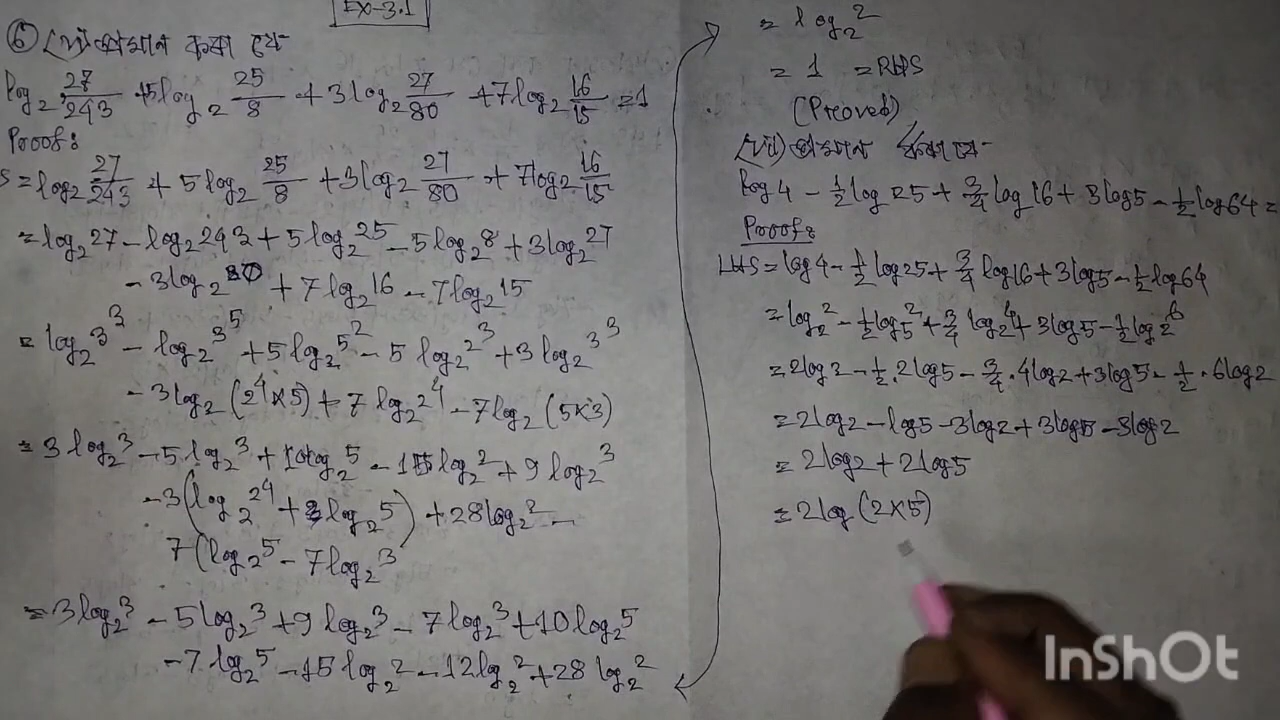 Ex-3.1
⑥ (vi) প্রমাণ করা যে-
log₂ 27/243 + 5log₂ 25/8 + 3log₂ 27/80 + 7log₂ 16/15 = 1
Proof:
S = log₂ 27/243 + 5log₂ 25/8 + 3log₂ 27/80 + 7log₂ 16/15
= log₂27 - log₂243 + 5log₂25 - 5log₂8 + 3log₂27
- 3log₂80 + 7log₂16 - 7log₂15
= log₂3³ - log₂3⁵ + 5log₂5² - 5log₂2³ + 3log₂3³
- 3log₂(2⁴×5) + 7log₂2⁴ - 7log₂(5×3)
= 3log₂3 - 5log₂3 + 10log₂5 - 15log₂2 + 9log₂3
- 3(log₂2⁴ + log₂5) + 28log₂2 -
7(log₂5 - 7log₂3
= 3log₂3 - 5log₂3 + 9log₂3 - 7log₂3 + 10log₂5
- 7log₂5 - 15log₂2 - 12log₂2 + 28log₂2
= log₂2
= 1 = RHS
(Proved)
(vii) প্রমাণ করা যে-
log4 - ½log25 + ¾log16 + 3log5 - ½log64 =
Proof:
LHS = log4 - ½log25 + ¾log16 + 3log5 - ½log64
= log2² - ½log5² + ¾log2⁴ + 3log5 - ½log2⁶
= 2log2 - ½.2log5 - ¾.4log2 + 3log5 - ½.6log2
= 2log2 - log5 - 3log2 + 3log5 - 3log2
= 2log2 + 2log5
= 2log(2×5)
InShOt